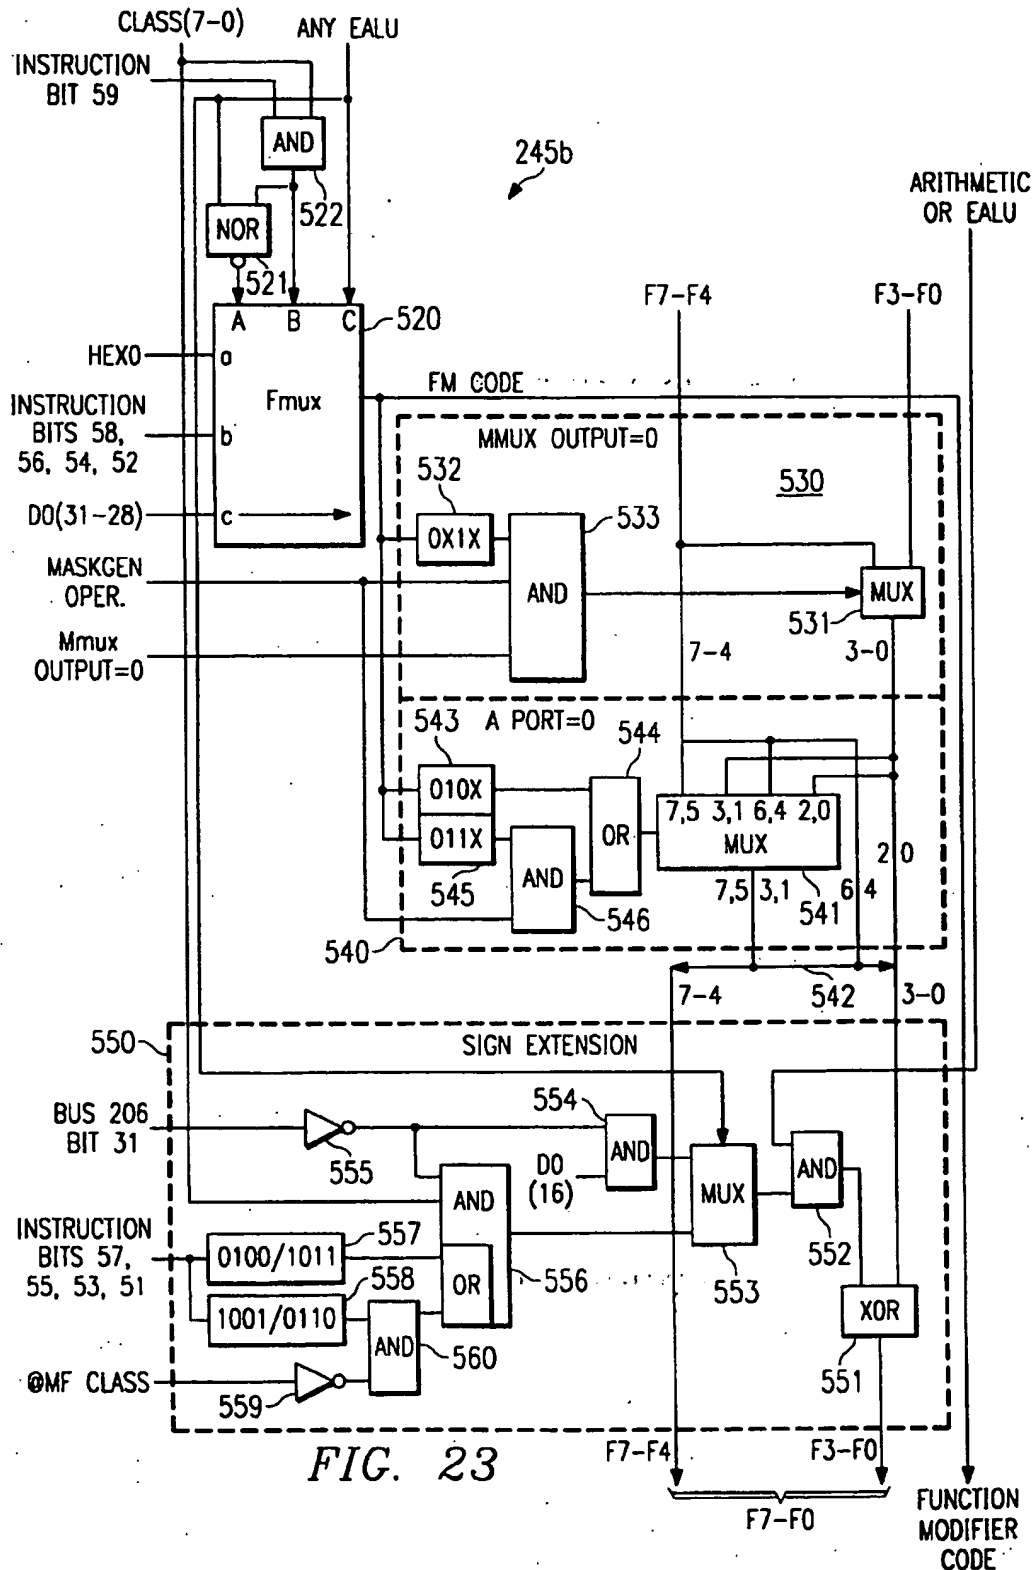 CLASS(7-0)
ANY EALU
INSTRUCTION
BIT 59
AND
522
NOR
521
245b
ARITHMETIC
OR EALU
A B C
520
HEX0
a
Fmux
INSTRUCTION
BITS 58,
56, 54, 52
b
D0(31-28)
c
F7-F4
F3-F0
FM CODE
MMUX OUTPUT=0
530
532
0X1X
533
AND
MASKGEN
OPER.
Mmux
OUTPUT=0
MUX
531
7-4
3-0
A PORT=0
543
010X
011X
545
544
OR
AND
546
7,5 3,1 6,4 2,0
MUX
541
7,5 3,1
6 4
2 0
540
542
7-4
3-0
550
SIGN EXTENSION
BUS 206
BIT 31
555
554
AND
D0
(16)
MUX
553
AND
552
AND
OR
556
INSTRUCTION
BITS 57,
55, 53, 51
0100/1011
557
1001/0110
558
AND
560
@MF CLASS
559
XOR
551
FIG. 23
F7-F4
F3-F0
F7-F0
FUNCTION
MODIFIER
CODE